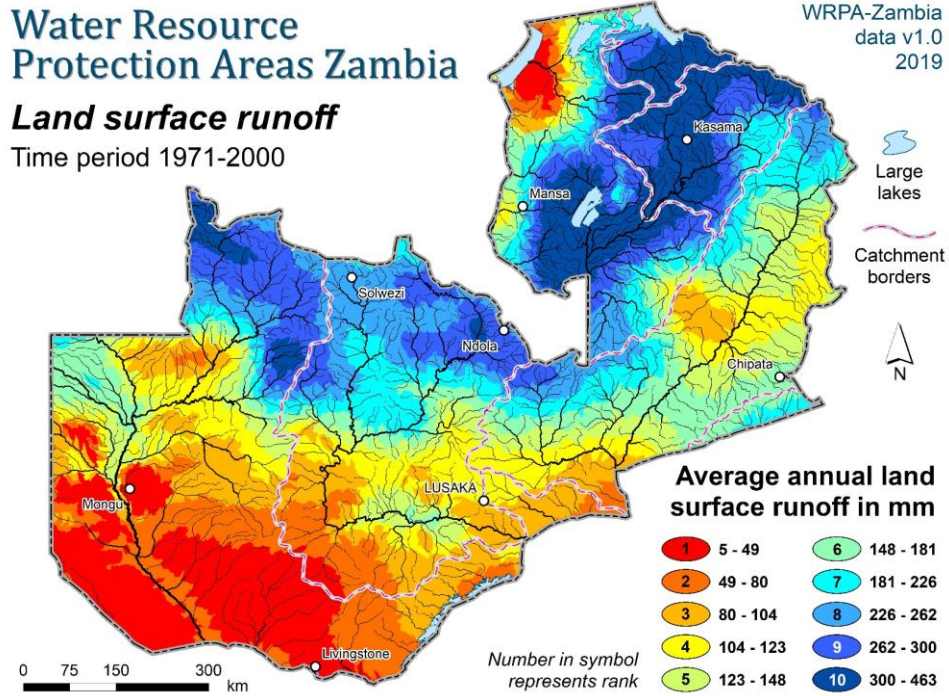 Water Resource
Protection Areas Zambia
Land surface runoff
Time period 1971-2000
WRPA-Zambia
data v1.0
2019
Large
lakes
Catchment
borders
N
Kasama
Mansa
Solwezi
Ndola
Chipata
LUSAKA
Mongu
Livingstone
0 75 150 300
km
Average annual land
surface runoff in mm
1 5 - 49
2 49 - 80
3 80 - 104
4 104 - 123
5 123 - 148
6 148 - 181
7 181 - 226
8 226 - 262
9 262 - 300
10 300 - 463
Number in symbol
represents rank